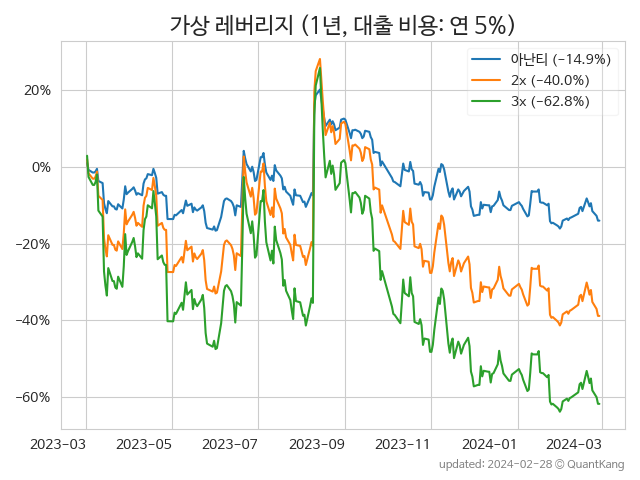 가상 레버리지 (1년, 대출 비용: 연 5%)
아난티 (−14.9%)
2x (−40.0%)
3x (−62.8%)
20%
0%
−20%
−40%
−60%
2023-03 2023-05 2023-07 2023-09 2023-11 2024-01 2024-03
updated: 2024-02-28 ⓒ QuantKang